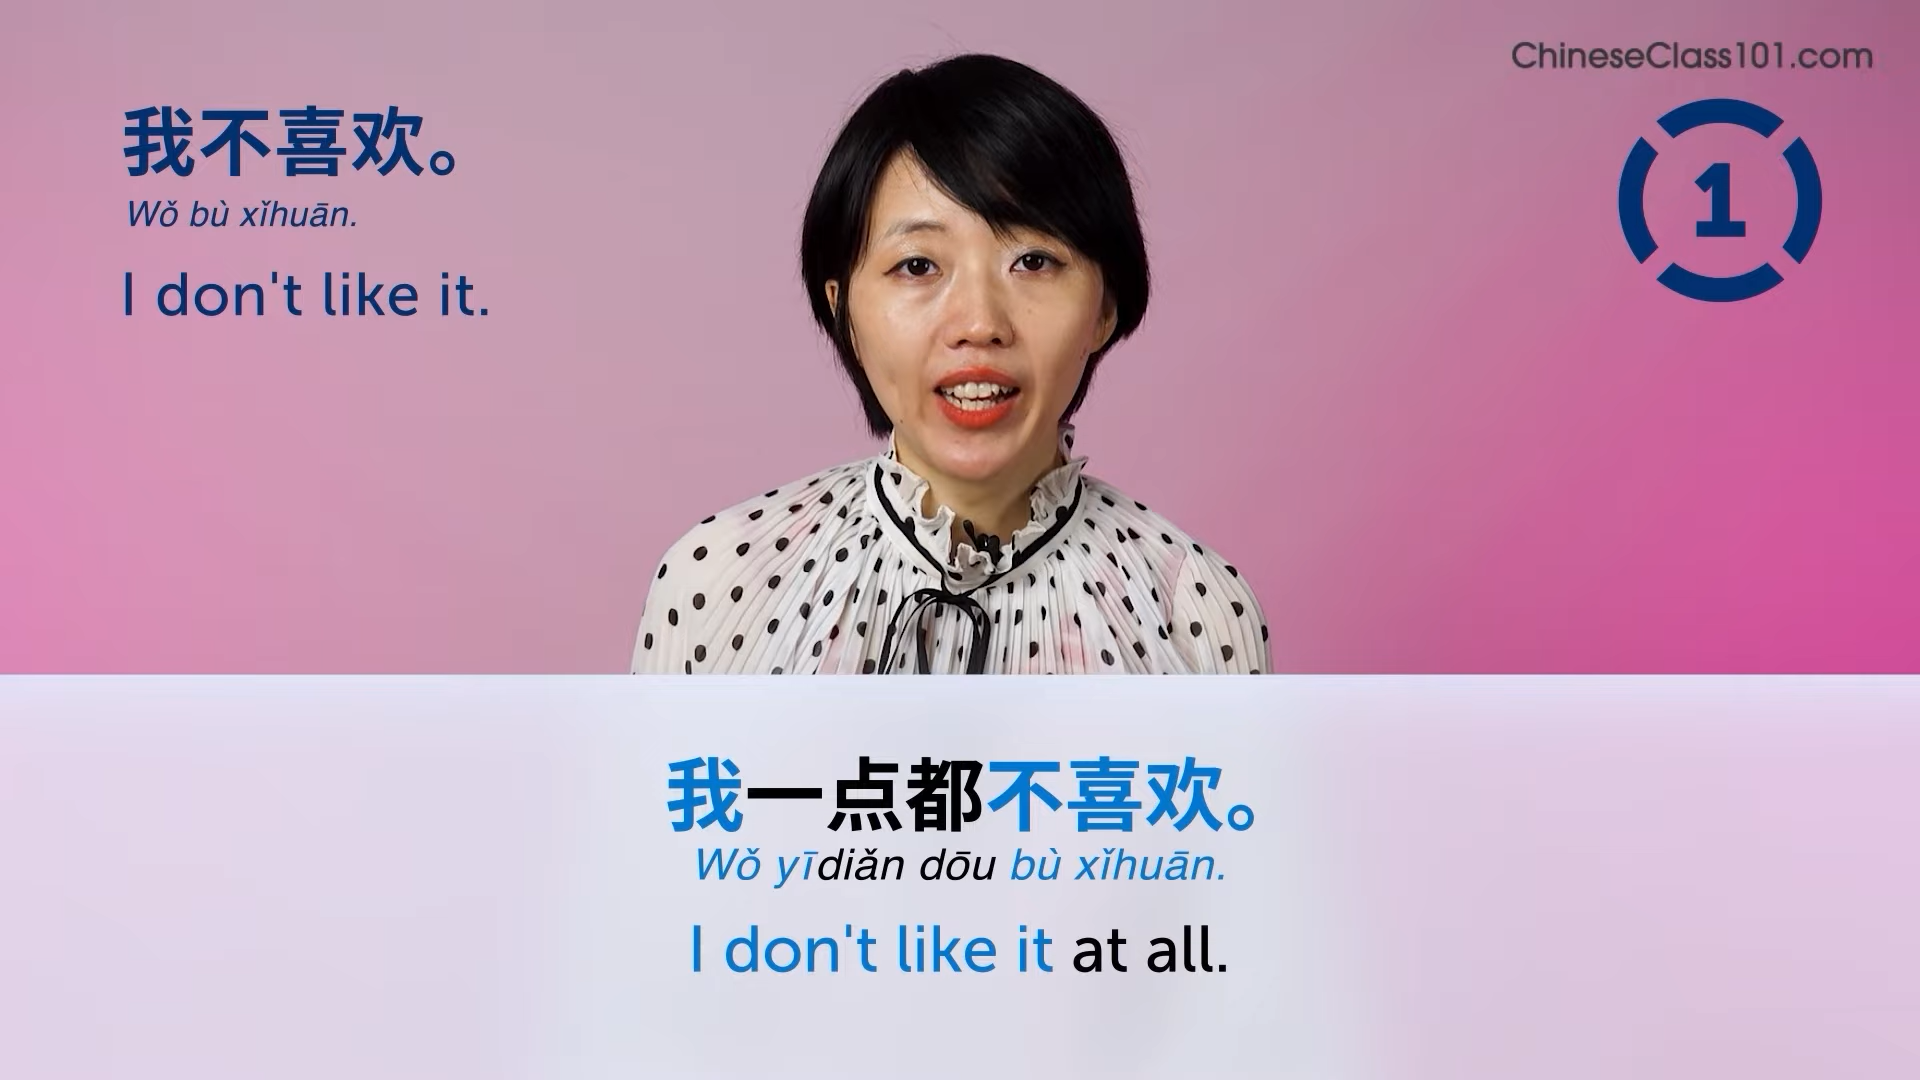 ChineseClass101.com
我不喜欢。
Wǒ bù xǐhuān.
I don't like it.
1
我一点都不喜欢。
Wǒ yīdiǎn dōu bù xǐhuān.
I don't like it at all.